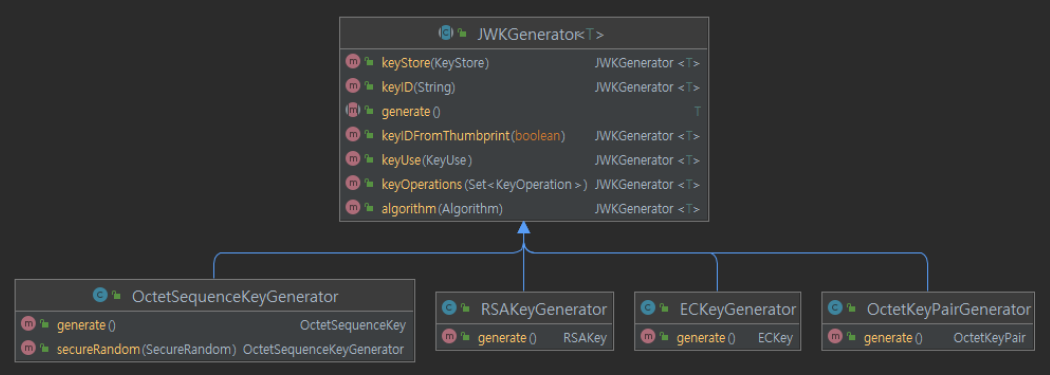 JWKGenerator<T>
keyStore(KeyStore) JWKGenerator <T>
keyID(String) JWKGenerator <T>
generate() T
keyIDFromThumbprint(boolean) JWKGenerator <T>
keyUse(KeyUse) JWKGenerator <T>
keyOperations(Set<KeyOperation>) JWKGenerator <T>
algorithm(Algorithm) JWKGenerator <T>
OctetSequenceKeyGenerator
generate() OctetSequenceKey
secureRandom(SecureRandom) OctetSequenceKeyGenerator
RSAKeyGenerator
generate() RSAKey
ECKeyGenerator
generate() ECKey
OctetKeyPairGenerator
generate() OctetKeyPair